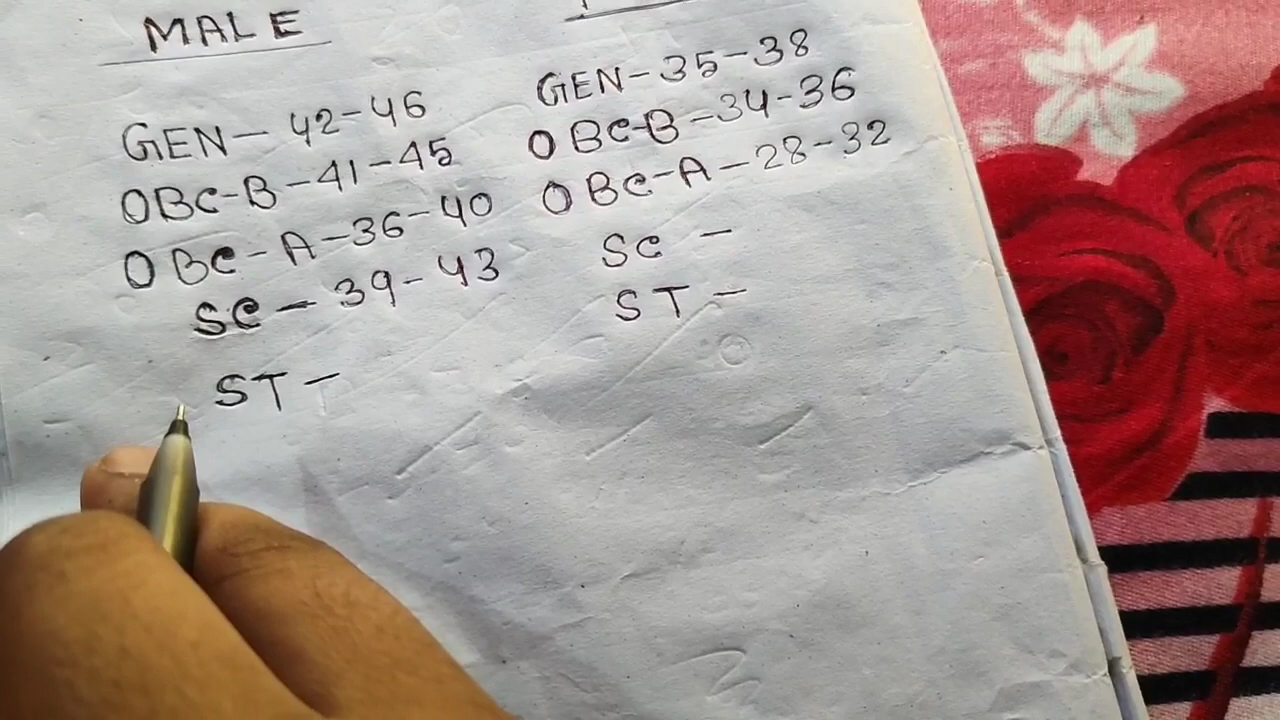 MALE
GEN - 42-46
OBC-B-41-45
OBC-A-36-40
SC - 39-43
ST -
GEN-35-38
OBC-B-34-36
OBC-A-28-32
SC -
ST -